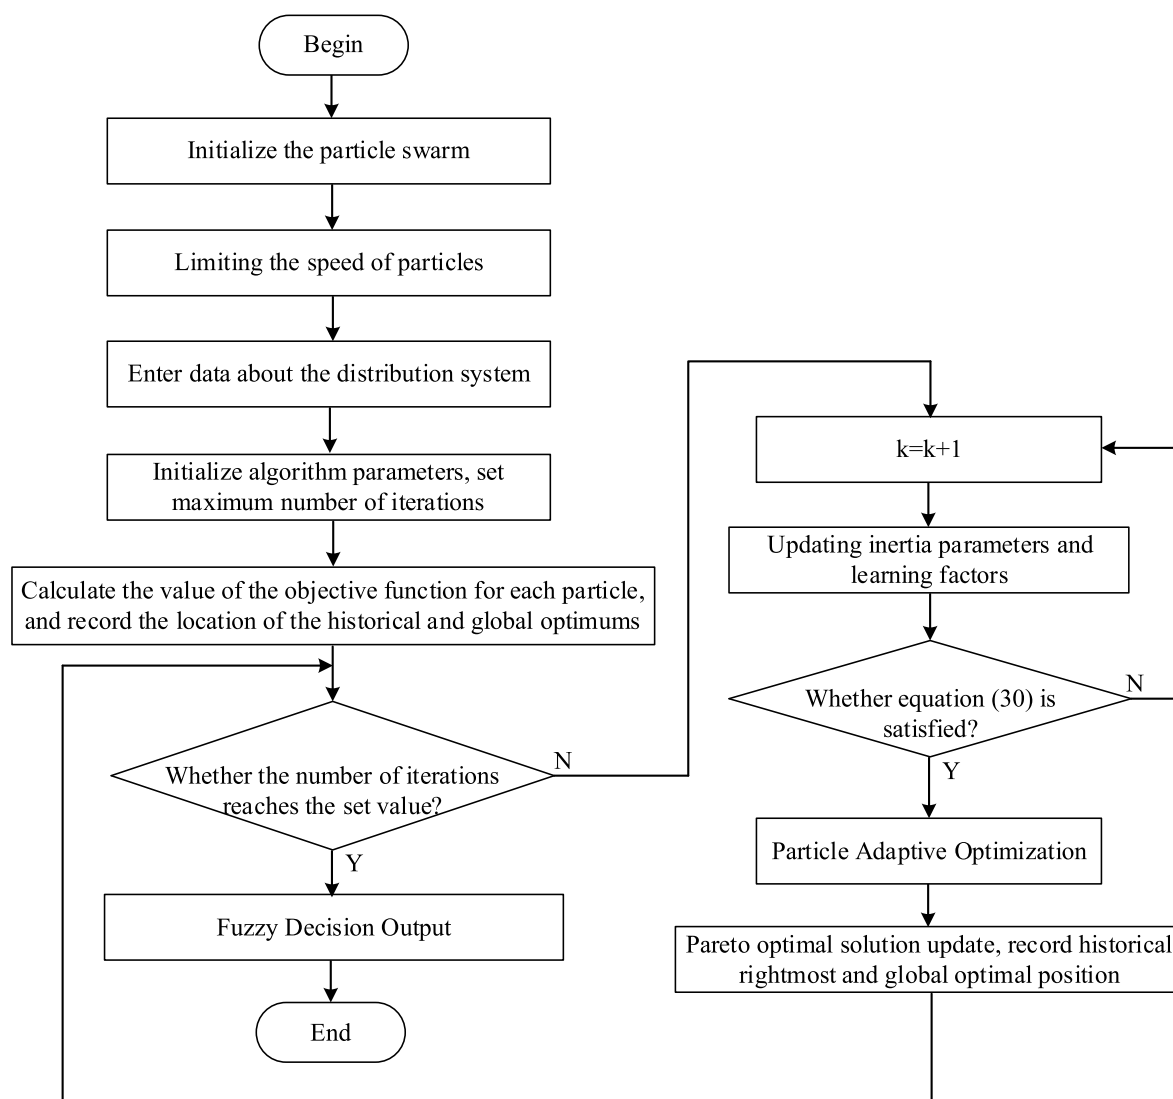 Begin
Initialize the particle swarm
Limiting the speed of particles
Enter data about the distribution system
Initialize algorithm parameters, set
maximum number of iterations
Calculate the value of the objective function for each particle,
and record the location of the historical and global optimums
Whether the number of iterations
reaches the set value?
N
Y
Fuzzy Decision Output
End
k=k+1
Updating inertia parameters and
learning factors
Whether equation (30) is
satisfied?
N
Y
Particle Adaptive Optimization
Pareto optimal solution update, record historical
rightmost and global optimal position